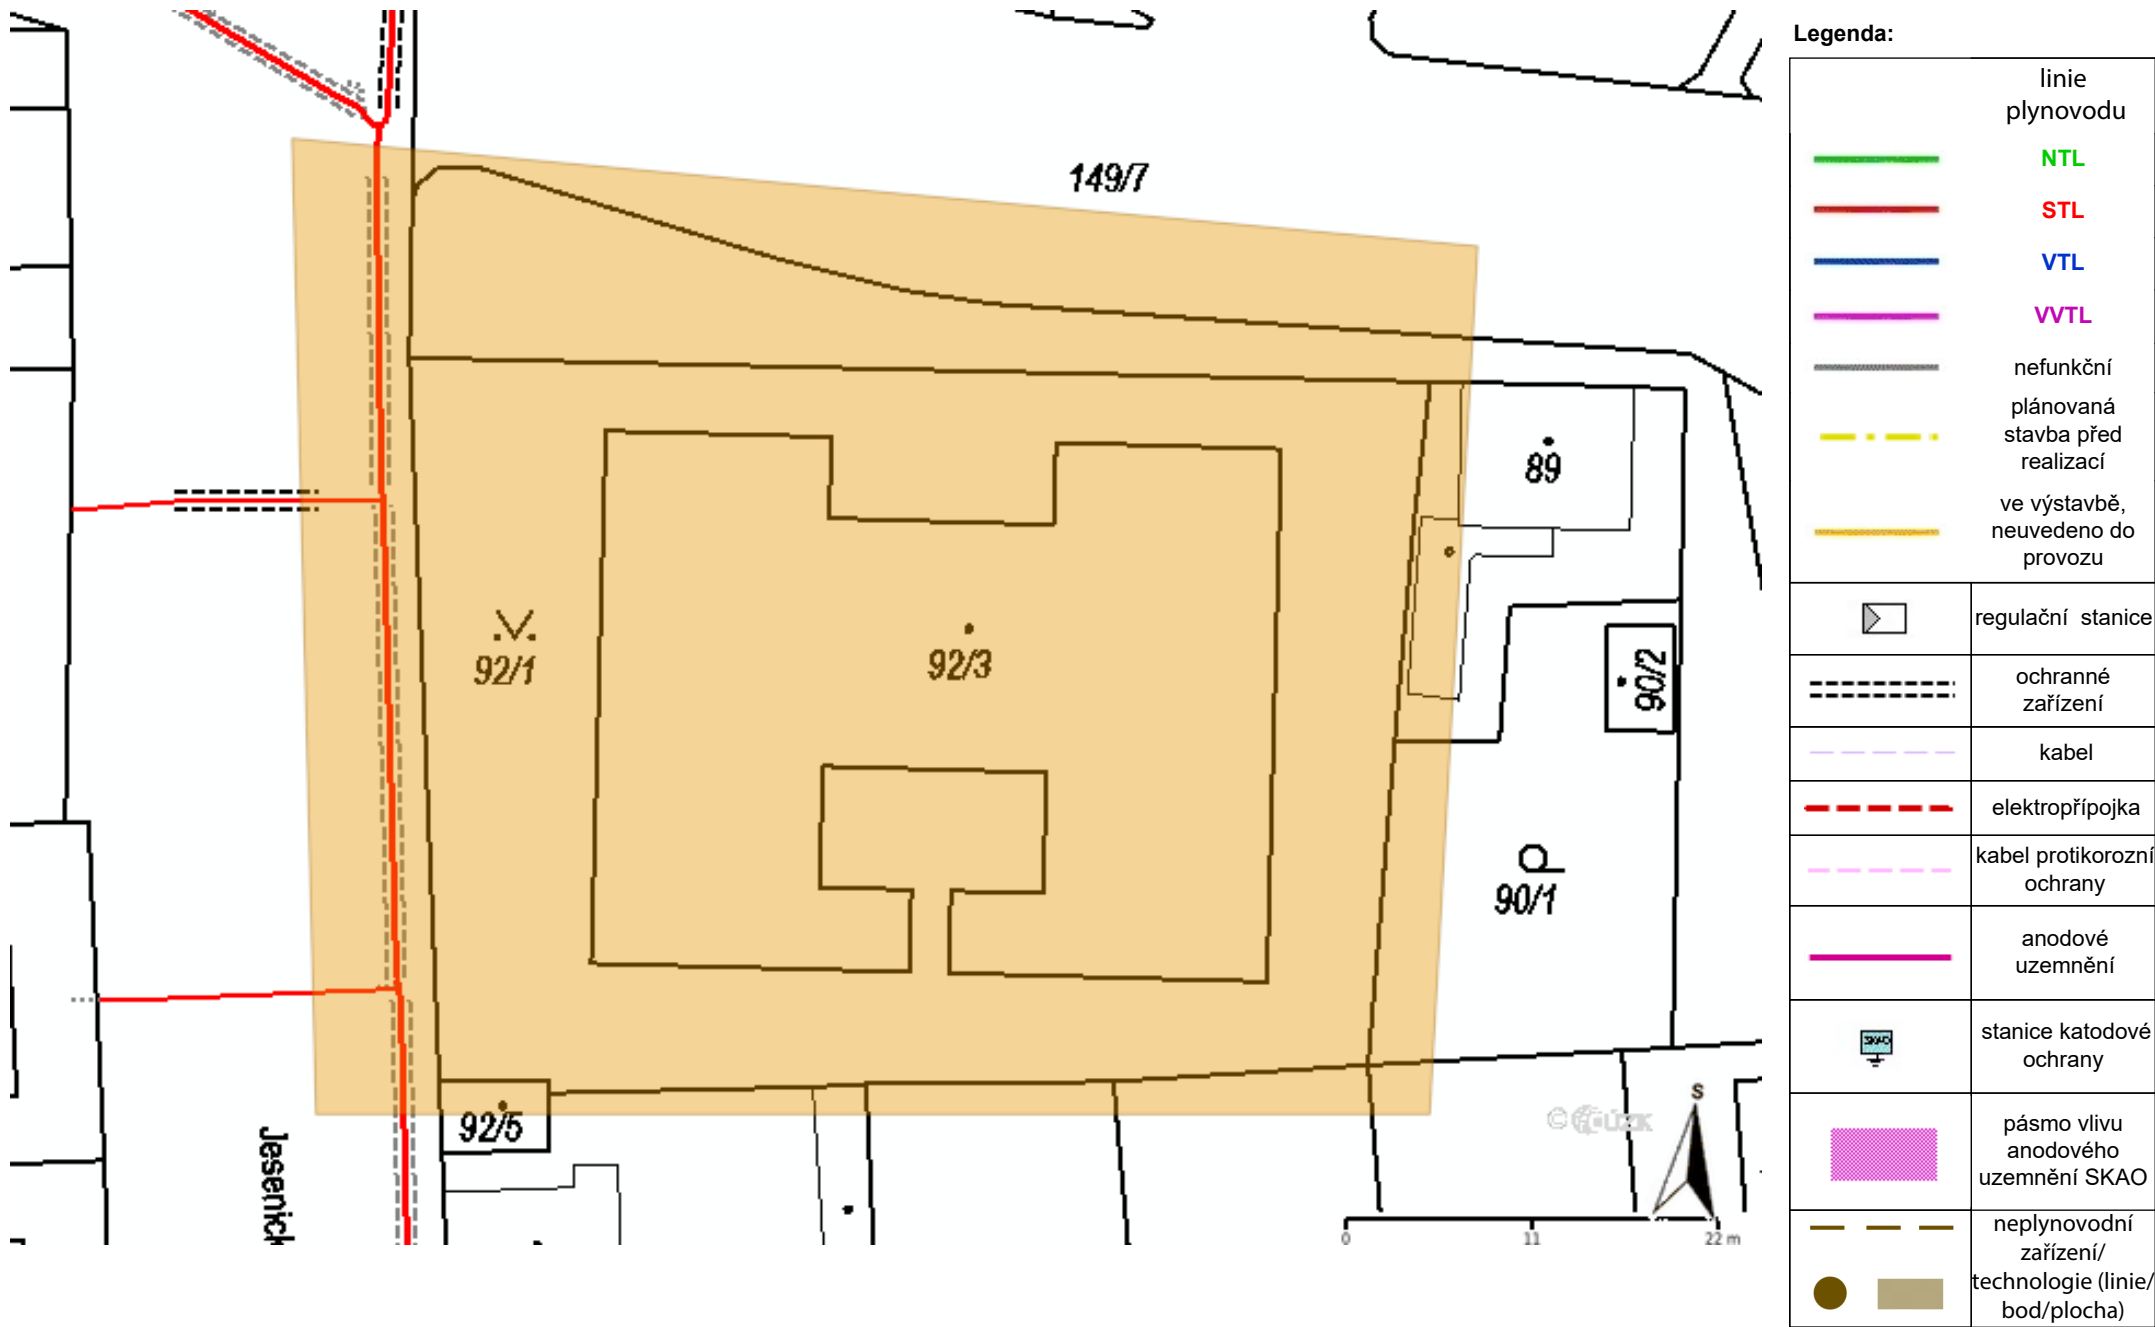 149/7
89
92/1
92/3
90/2
90/1
92/5
Jesenick
© ČÚZK
S
0 11 22 m
Legenda:
linie
plynovodu
NTL
STL
VTL
VVTL
nefunkční
plánovaná
stavba před
realizací
ve výstavbě,
neuvedeno do
provozu
regulační stanice
ochranné
zařízení
kabel
elektropřípojka
kabel protikorozní
ochrany
anodové
uzemnění
SKAO
stanice katodové
ochrany
pásmo vlivu
anodového
uzemnění SKAO
neplynovodní
zařízení/
technologie (linie/
bod/plocha)